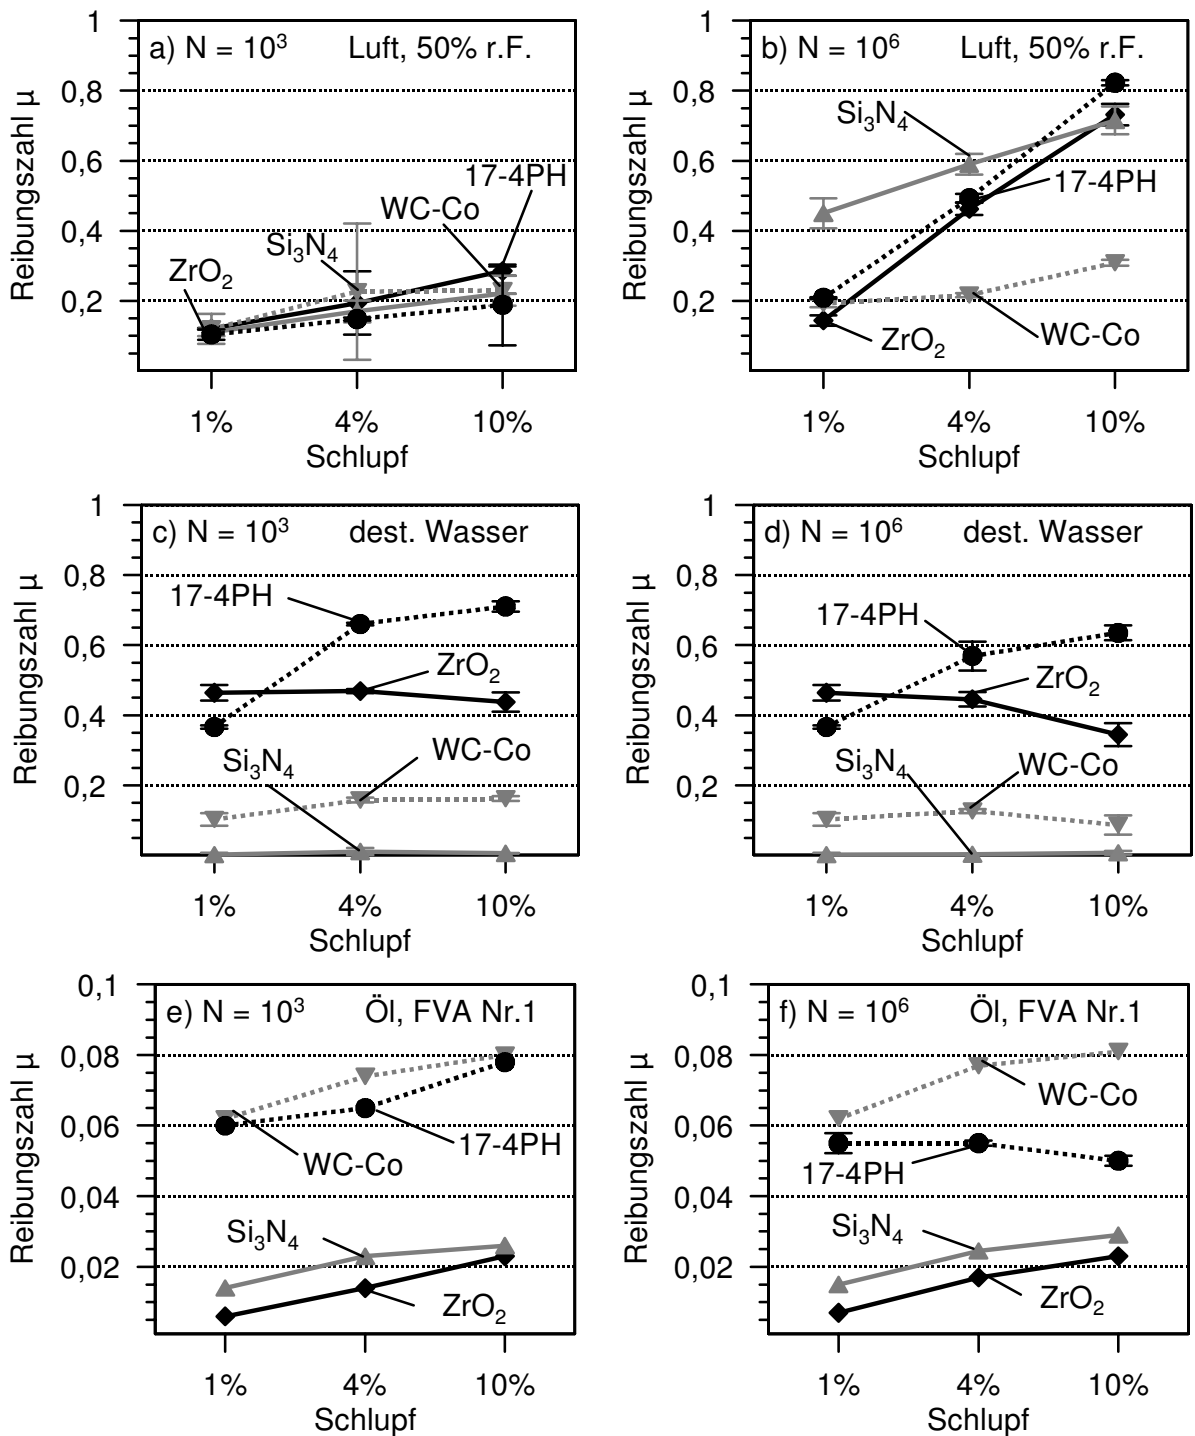 a) N = 10³ Luft, 50% r.F.
Reibungszahl µ
1
0,8
0,6
0,4
0,2
17-4PH
WC-Co
Si₃N₄
ZrO₂
1% 4% 10%
Schlupf
b) N = 10⁶ Luft, 50% r.F.
Reibungszahl µ
1
0,8
0,6
0,4
0,2
Si₃N₄
17-4PH
WC-Co
ZrO₂
1% 4% 10%
Schlupf
c) N = 10³ dest. Wasser
Reibungszahl µ
1
0,8
0,6
0,4
0,2
17-4PH
ZrO₂
WC-Co
Si₃N₄
1% 4% 10%
Schlupf
d) N = 10⁶ dest. Wasser
Reibungszahl µ
1
0,8
0,6
0,4
0,2
17-4PH
ZrO₂
Si₃N₄
WC-Co
1% 4% 10%
Schlupf
e) N = 10³ Öl, FVA Nr.1
Reibungszahl µ
0,1
0,08
0,06
0,04
0,02
17-4PH
WC-Co
Si₃N₄
ZrO₂
1% 4% 10%
Schlupf
f) N = 10⁶ Öl, FVA Nr.1
Reibungszahl µ
0,1
0,08
0,06
0,04
0,02
WC-Co
17-4PH
Si₃N₄
ZrO₂
1% 4% 10%
Schlupf